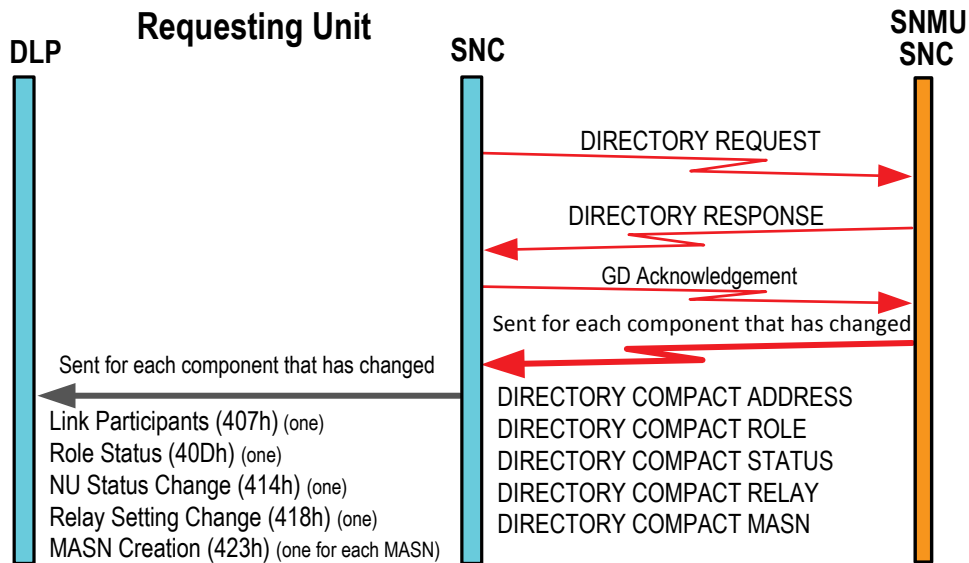 Requesting Unit
DLP
SNC
SNMU
SNC
DIRECTORY REQUEST
DIRECTORY RESPONSE
GD Acknowledgement
Sent for each component that has changed
Sent for each component that has changed
Link Participants (407h) (one)
Role Status (40Dh) (one)
NU Status Change (414h) (one)
Relay Setting Change (418h) (one)
MASN Creation (423h) (one for each MASN)
DIRECTORY COMPACT ADDRESS
DIRECTORY COMPACT ROLE
DIRECTORY COMPACT STATUS
DIRECTORY COMPACT RELAY
DIRECTORY COMPACT MASN